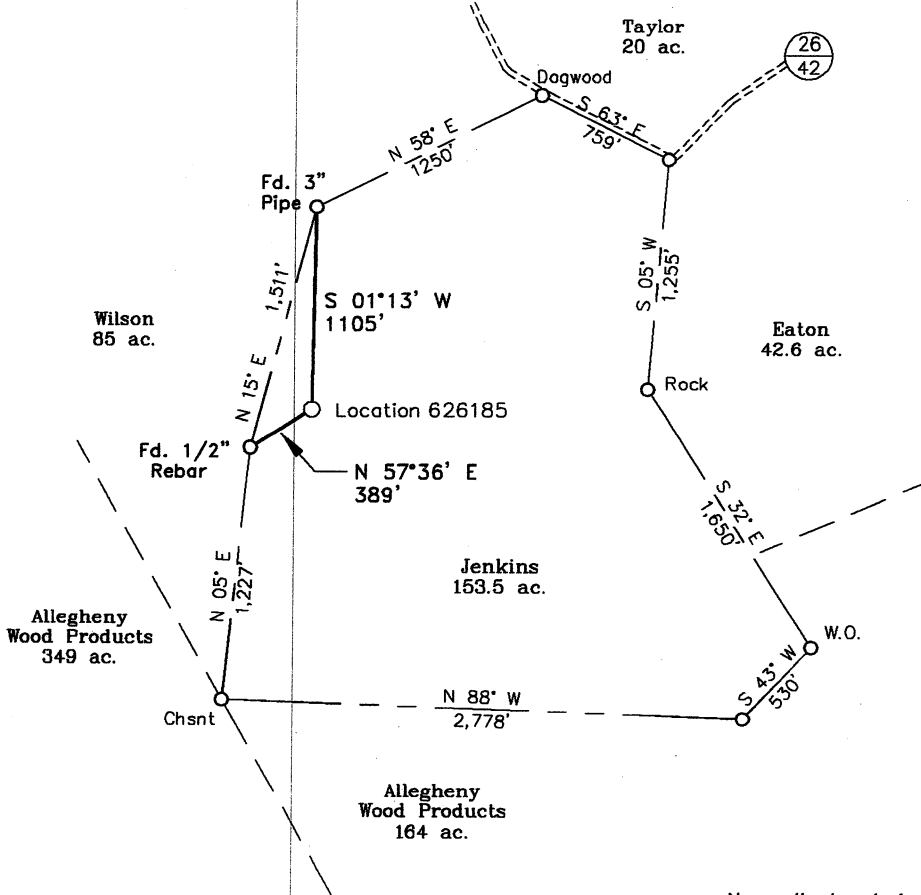 Taylor
20 ac.
26
42
Dogwood
S 63° E
759'
N 58° E
1250'
Fd. 3"
Pipe
1,511'
N 15° E
S 01°13' W
1105'
S 05° W
1,255'
Wilson
85 ac.
Eaton
42.6 ac.
Rock
Location 626185
Fd. 1/2"
Rebar
N 57°36' E
389'
S 32° E
1,650'
Jenkins
153.5 ac.
N 05° E
1,227'
Allegheny
Wood Products
349 ac.
W.O.
S 43° W
530'
Chsnt
N 88° W
2,778'
Allegheny
Wood Products
164 ac.